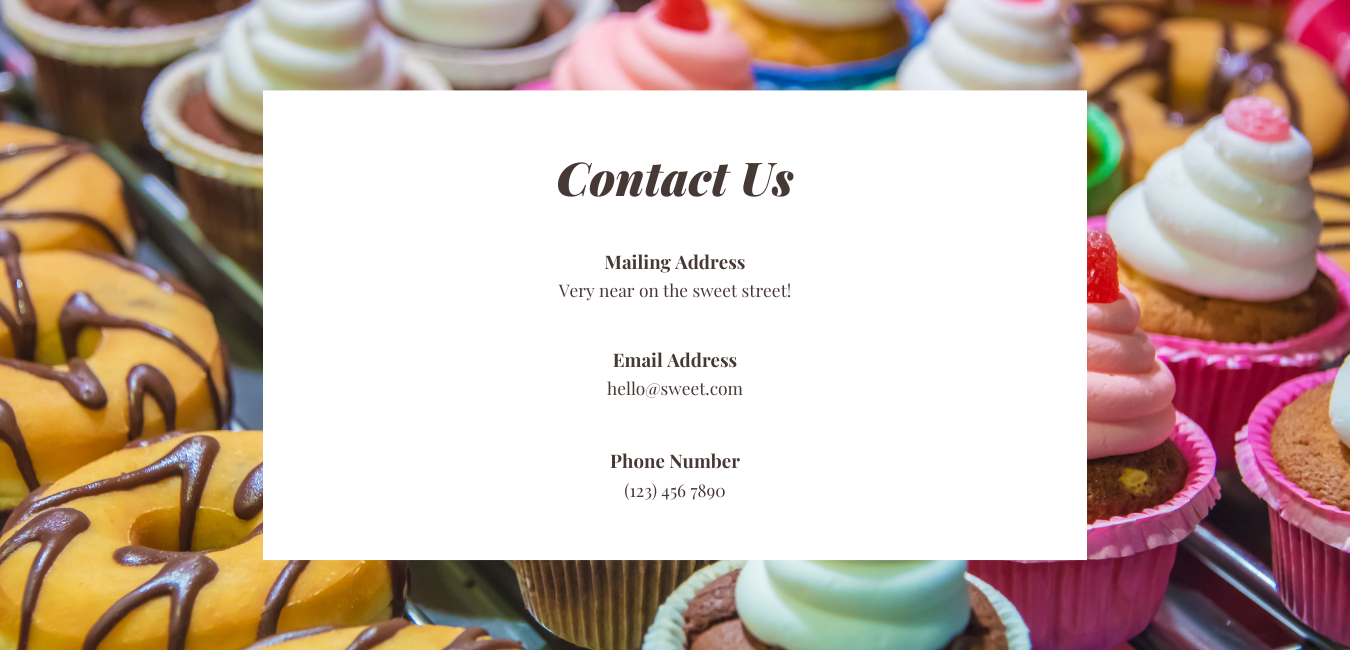 Contact Us
Mailing Address
Very near on the sweet street!
Email Address
hello@sweet.com
Phone Number
(123) 456 7890